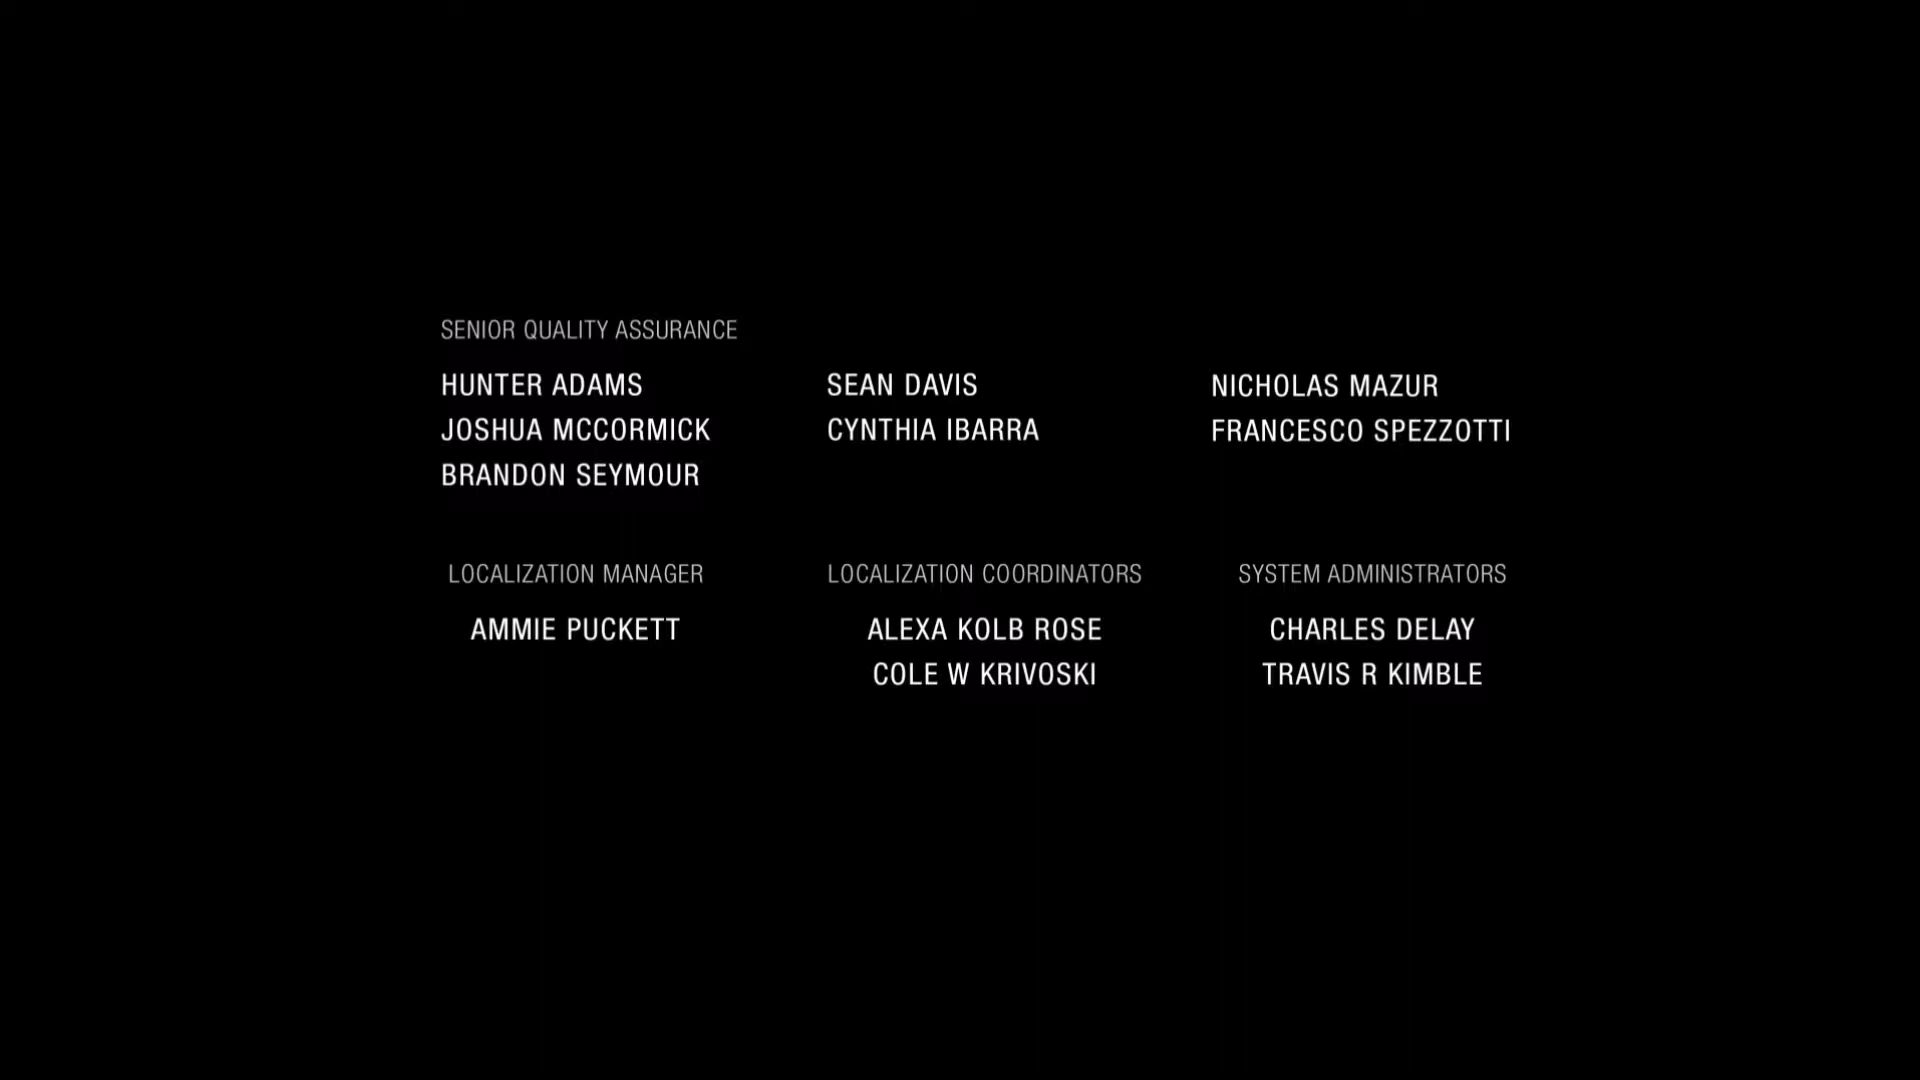 SENIOR QUALITY ASSURANCE
HUNTER ADAMS SEAN DAVIS NICHOLAS MAZUR
JOSHUA MCCORMICK CYNTHIA IBARRA FRANCESCO SPEZZOTTI
BRANDON SEYMOUR
LOCALIZATION MANAGER LOCALIZATION COORDINATORS SYSTEM ADMINISTRATORS
AMMIE PUCKETT ALEXA KOLB ROSE CHARLES DELAY
COLE W KRIVOSKI TRAVIS R KIMBLE